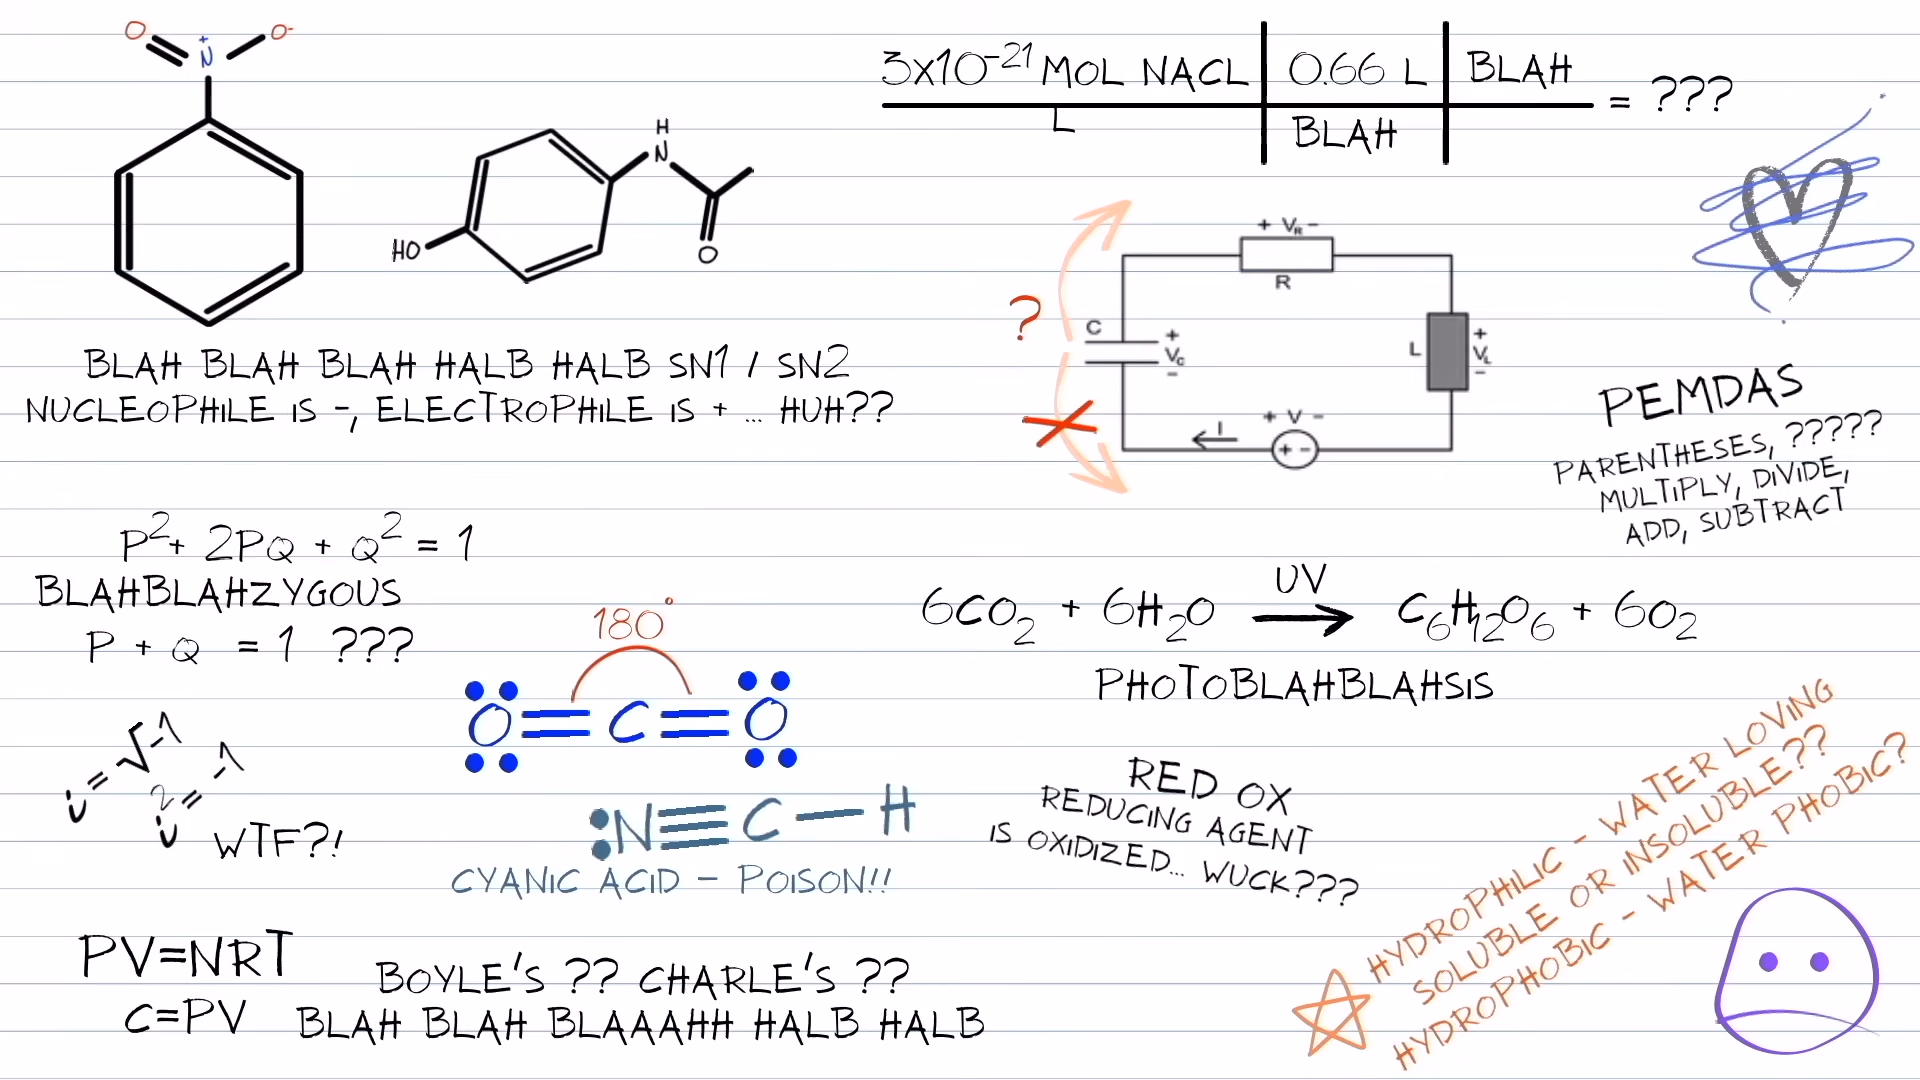 O N+ O-
H
N
HO
O
3x10-21 MOL NACL | 0.66 L | BLAH
L | BLAH
= ???
+ VR -
R
C
+
Vc
-
L
+
VL
-
+ V -
I
+ -
?
BLAH BLAH BLAH HALB HALB SN1 / SN2
NUCLEOPHILE IS -, ELECTROPHILE IS + ... HUH??
PEMDAS
PARENTHESES, ?????
MULTIPLY, DIVIDE,
ADD, SUBTRACT
P2+ 2PQ + Q2 = 1
BLAHBLAHZYGOUS
P + Q = 1 ???
UV
6CO2 + 6H2O → C6H12O6 + 6O2
PHOTOBLAHBLAHSIS
180°
O=C=O
:N≡C—H
CYANIC ACID - POISON!!
i = √-1
i2 = -1
WTF?!
RED OX
REDUCING AGENT
IS OXIDIZED... WUCK???
HYDROPHILIC - WATER LOVING
SOLUBLE OR INSOLUBLE??
HYDROPHOBIC - WATER PHOBIC?
PV=NRT
C=PV
BOYLE'S ?? CHARLE'S ??
BLAH BLAH BLAAAHH HALB HALB